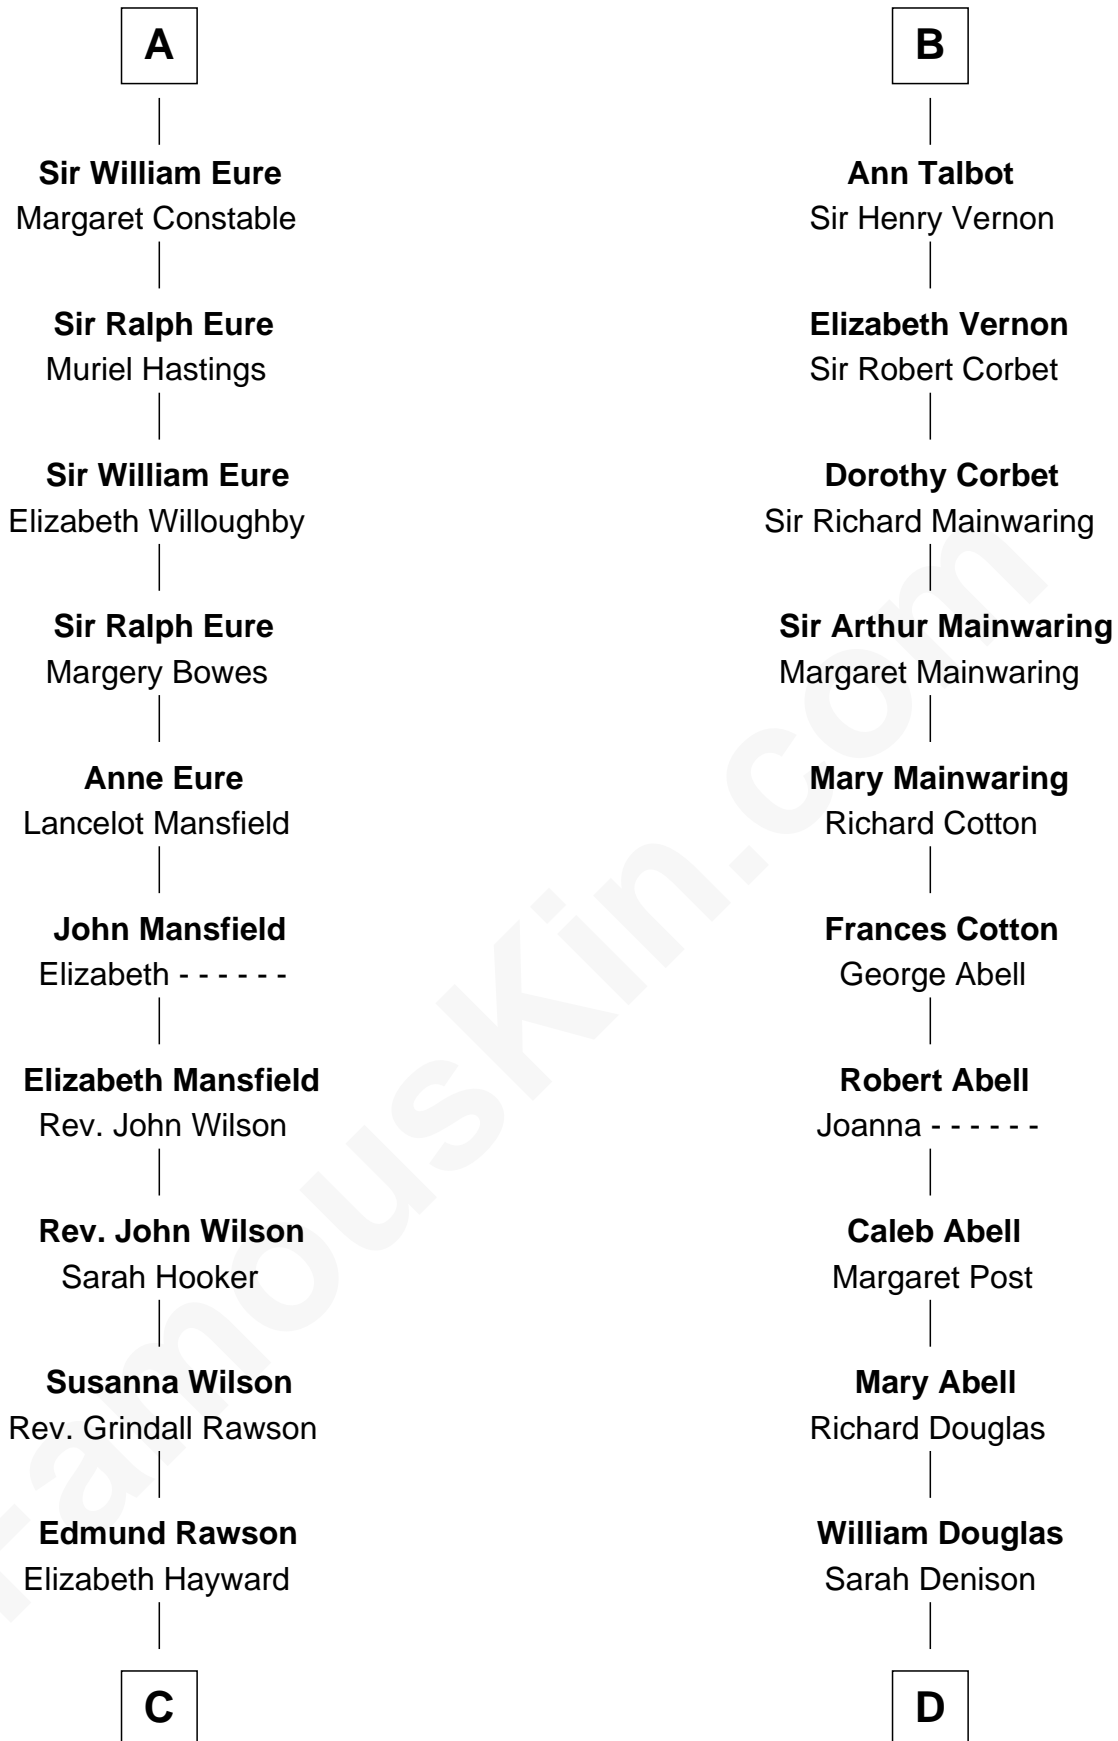 A
Sir William Eure
Margaret Constable
Sir Ralph Eure
Muriel Hastings
Sir William Eure
Elizabeth Willoughby
Sir Ralph Eure
Margery Bowes
Anne Eure
Lancelot Mansfield
John Mansfield
Elizabeth - - - - - -
Elizabeth Mansfield
Rev. John Wilson
Rev. John Wilson
Sarah Hooker
Susanna Wilson
Rev. Grindall Rawson
Edmund Rawson
Elizabeth Hayward
C
B
Ann Talbot
Sir Henry Vernon
Elizabeth Vernon
Sir Robert Corbet
Dorothy Corbet
Sir Richard Mainwaring
Sir Arthur Mainwaring
Margaret Mainwaring
Mary Mainwaring
Richard Cotton
Frances Cotton
George Abell
Robert Abell
Joanna - - - - - -
Caleb Abell
Margaret Post
Mary Abell
Richard Douglas
William Douglas
Sarah Denison
D
FamousKin.com